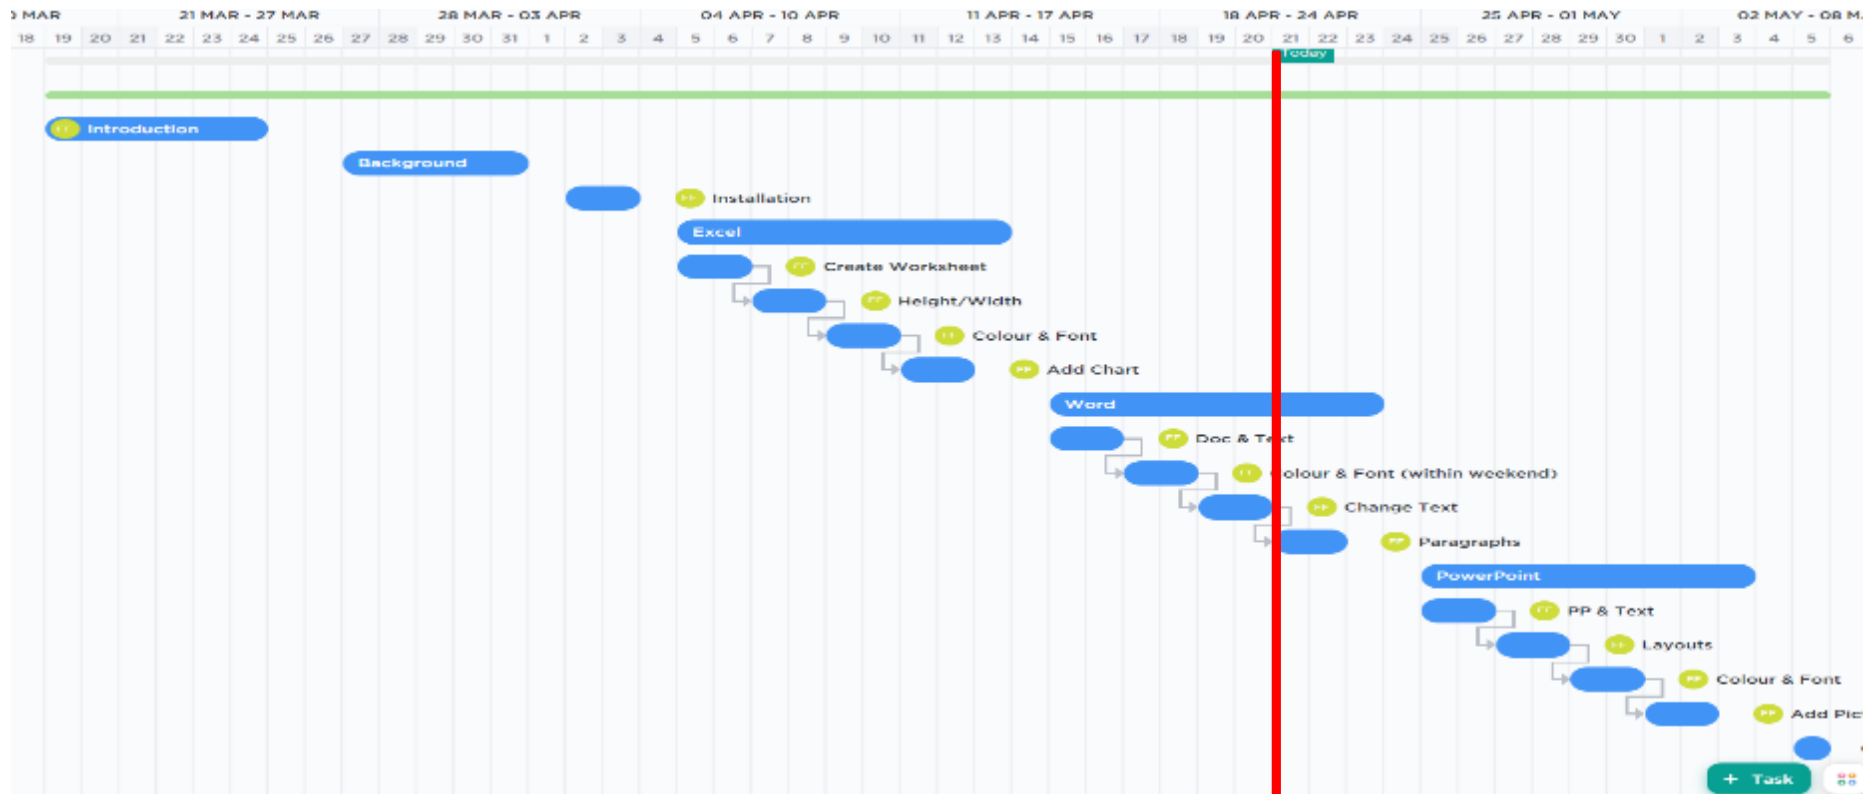 MAR 21 MAR - 27 MAR 28 MAR - 03 APR 04 APR - 10 APR 11 APR - 17 APR 18 APR - 24 APR 25 APR - 01 MAY 02 MAY - 08 M
18 19 20 21 22 23 24 25 26 27 28 29 30 31 1 2 3 4 5 6 7 8 9 10 11 12 13 14 15 16 17 18 19 20 21 22 23 24 25 26 27 28 29 30 1 2 3 4 5 6
Today
Introduction
Background
Installation
Excel
Create Worksheet
Height/Width
Colour & Font
Add Chart
Word
Doc & Text
Colour & Font (within weekend)
Change Text
Paragraphs
PowerPoint
PP & Text
Layouts
Colour & Font
Add Pic
+ Task